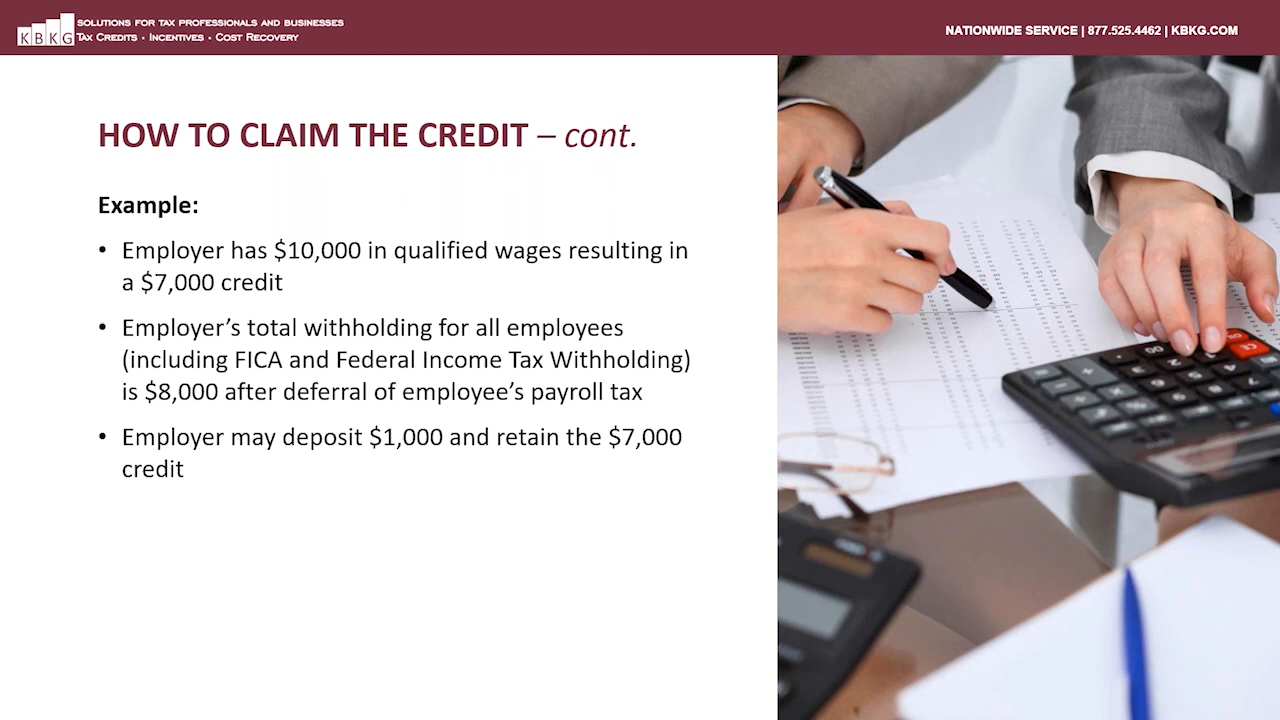 KBKG
SOLUTIONS FOR TAX PROFESSIONALS AND BUSINESSES
TAX CREDITS • INCENTIVES • COST RECOVERY
NATIONWIDE SERVICE | 877.525.4462 | KBKG.COM
HOW TO CLAIM THE CREDIT – cont.
Example:
• Employer has $10,000 in qualified wages resulting in
a $7,000 credit
• Employer’s total withholding for all employees
(including FICA and Federal Income Tax Withholding)
is $8,000 after deferral of employee’s payroll tax
• Employer may deposit $1,000 and retain the $7,000
credit